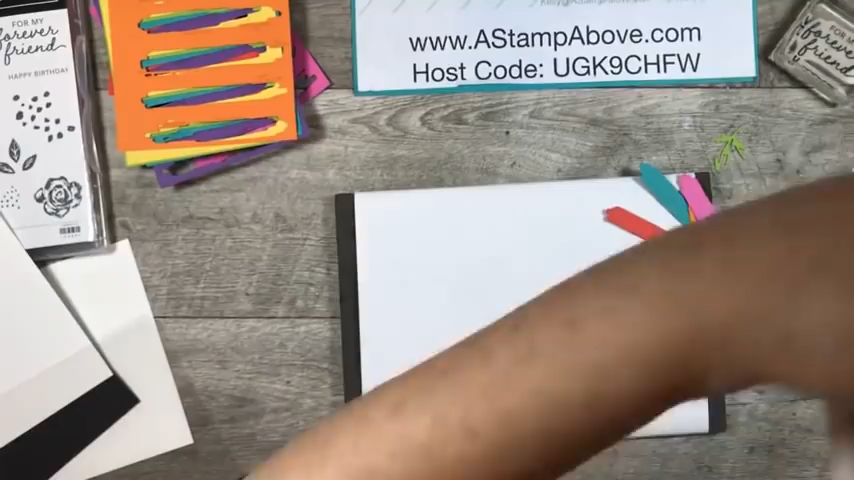 FOR MY
forever
friend
HAPPY BIRTHDAY
www.AStampAbove.com
Host Code: UGK9CHFW
forever
friend